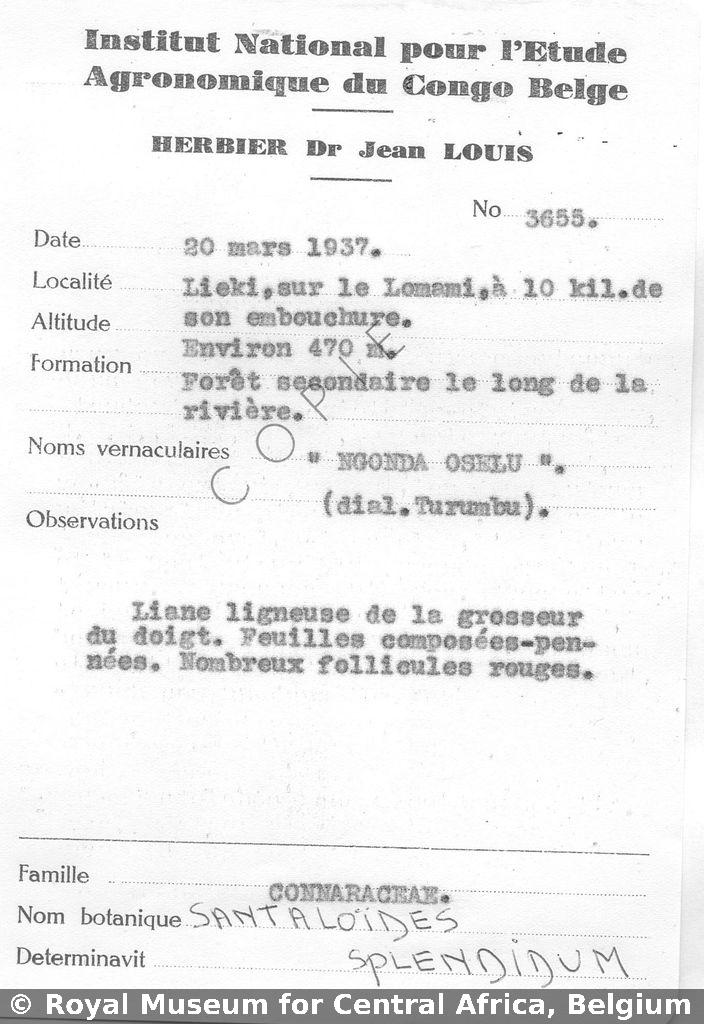 Institut National pour l'Etude
Agronomique du Congo Belge
HERBIER Dr Jean LOUIS
No 3655.
Date 20 mars 1937.
Localité Lieki, sur le Lomami, à 10 kil. de
Altitude son embouchure.
Environ 470 m.
Formation Forêt secondaire le long de la
rivière.
COPIE
Noms vernaculaires " NGONDA OSELU ".
(dial. Turumbu).
Observations
Liane ligneuse de la grosseur
du doigt. Feuilles composées-pen-
nées. Nombreux follicules rouges.
Famille CONNARACEAE.
Nom botanique SANTALOÏDES
Determinavit SPLENDIDUM
© Royal Museum for Central Africa, Belgium